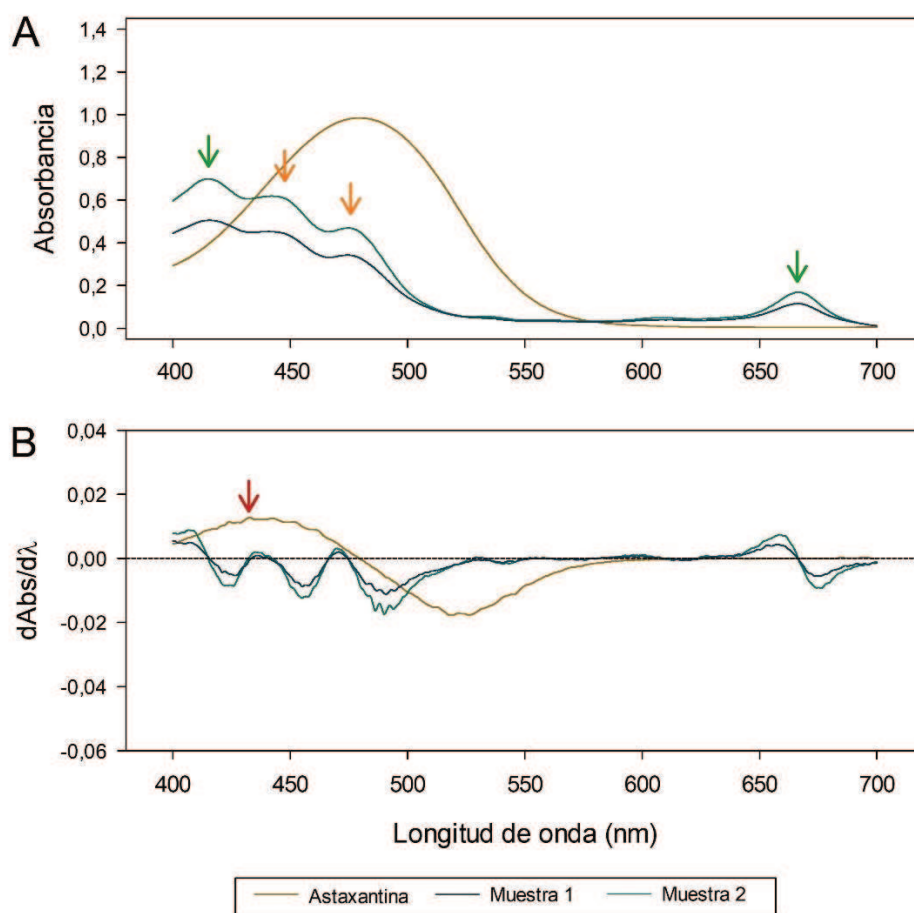 A
1,4
1,2
1,0
0,8
0,6
0,4
0,2
0,0
Absorbancia
400 450 500 550 600 650 700
B
0,04
0,02
0,00
-0,02
-0,04
-0,06
dAbs/dλ
400 450 500 550 600 650 700
Longitud de onda (nm)
Astaxantina Muestra 1 Muestra 2